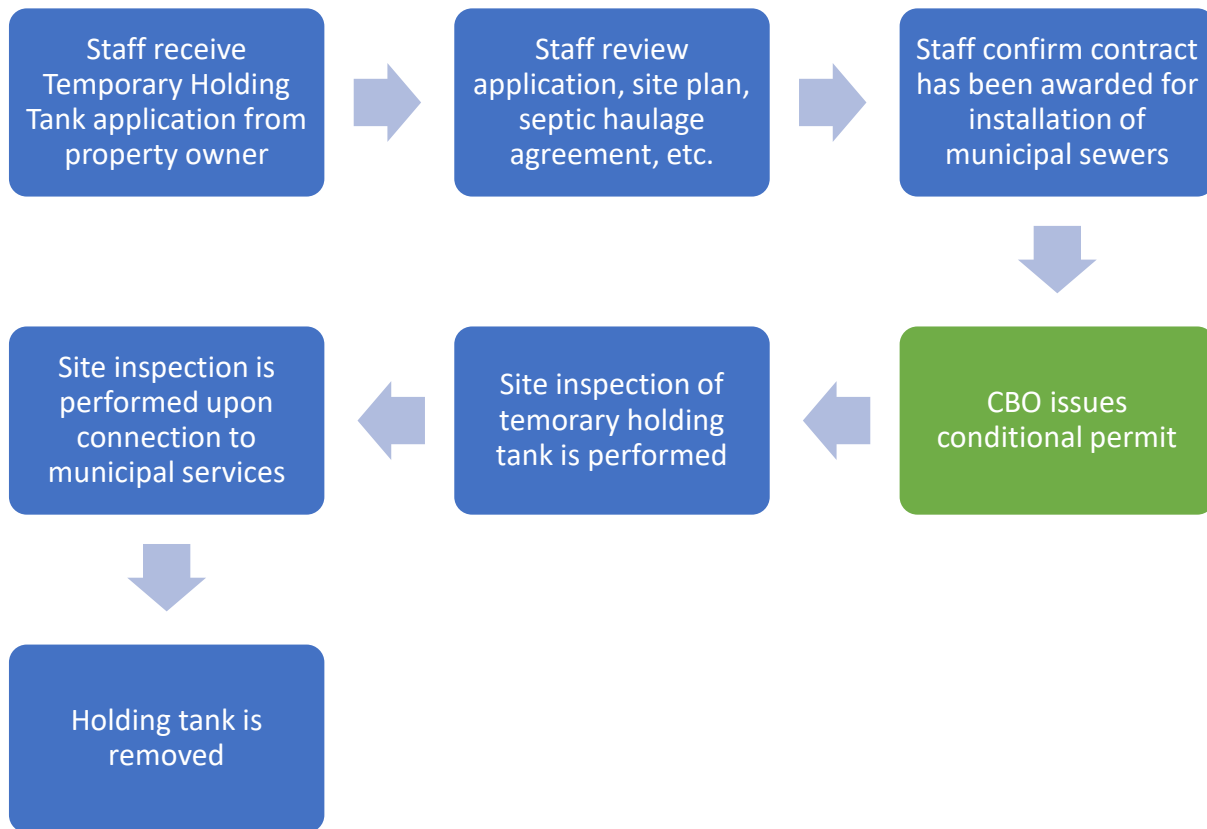 Staff receive
Temporary Holding
Tank application from
property owner
Staff review
application, site plan,
septic haulage
agreement, etc.
Staff confirm contract
has been awarded for
installation of
municipal sewers
CBO issues
conditional permit
Site inspection of
temorary holding
tank is performed
Site inspection is
performed upon
connection to
municipal services
Holding tank is
removed